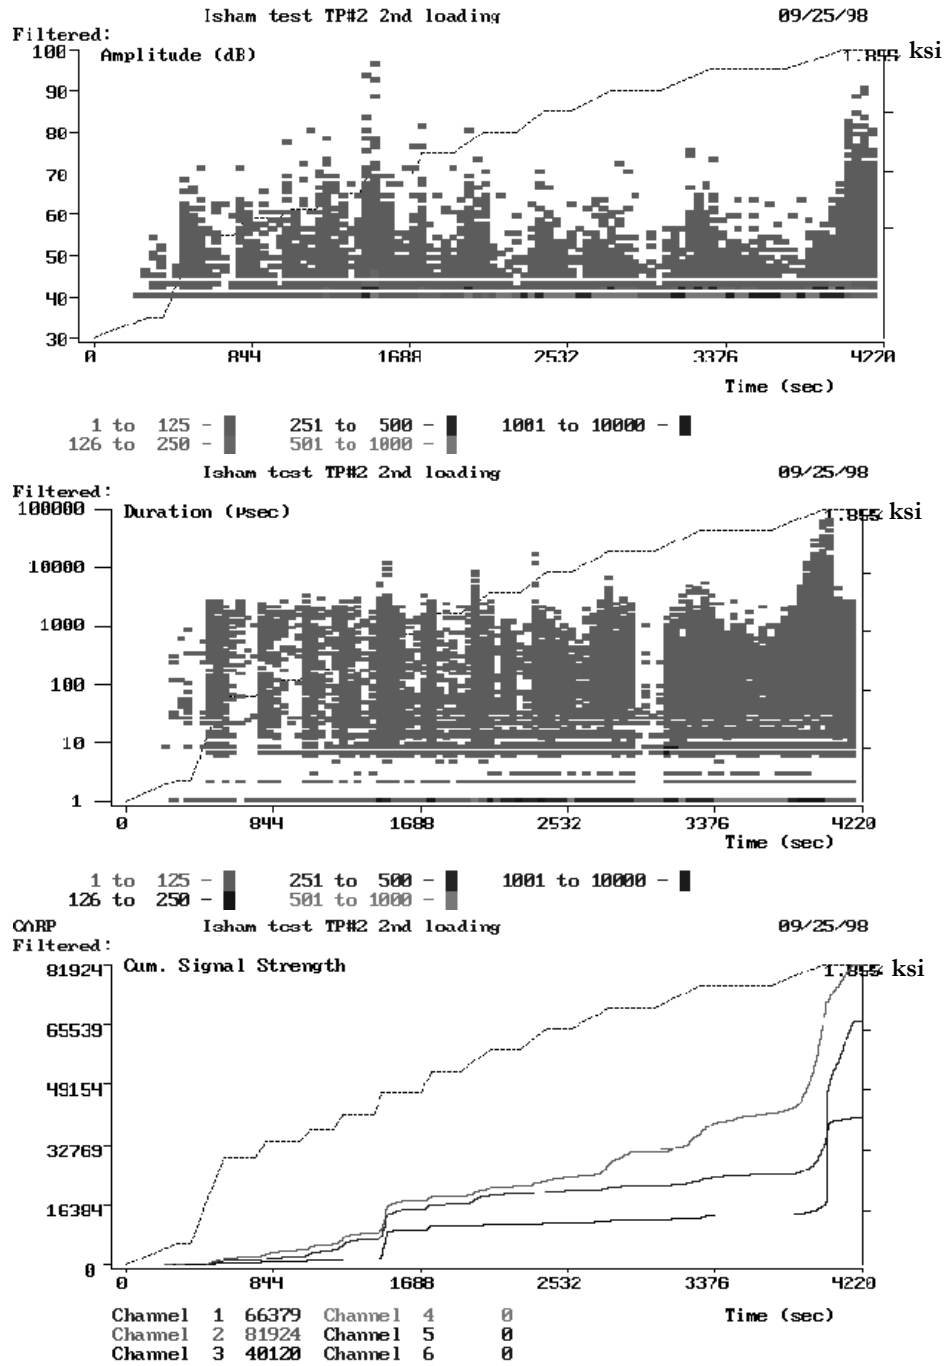 Isham test TP#2 2nd loading 09/25/98
Filtered:
Amplitude (dB)
1.855 ksi
100
90
80
70
60
50
40
30
0 844 1688 2532 3376 4220
Time (sec)
1 to 125 - 251 to 500 - 1001 to 10000 -
126 to 250 - 501 to 1000 -
Isham test TP#2 2nd loading 09/25/98
Filtered:
Duration (µsec)
1.855 ksi
100000
10000
1000
100
10
1
0 844 1688 2532 3376 4220
Time (sec)
1 to 125 - 251 to 500 - 1001 to 10000 -
126 to 250 - 501 to 1000 -
CARP Isham test TP#2 2nd loading 09/25/98
Filtered:
Cum. Signal Strength
1.855 ksi
81924
65539
49154
32769
16384
0
0 844 1688 2532 3376 4220
Time (sec)
Channel 1 66379 Channel 4 0
Channel 2 81924 Channel 5 0
Channel 3 40120 Channel 6 0